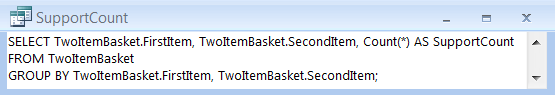 SupportCount
SELECT TwoItemBasket.FirstItem, TwoItemBasket.SecondItem, Count(*) AS SupportCount
FROM TwoItemBasket
GROUP BY TwoItemBasket.FirstItem, TwoItemBasket.SecondItem;